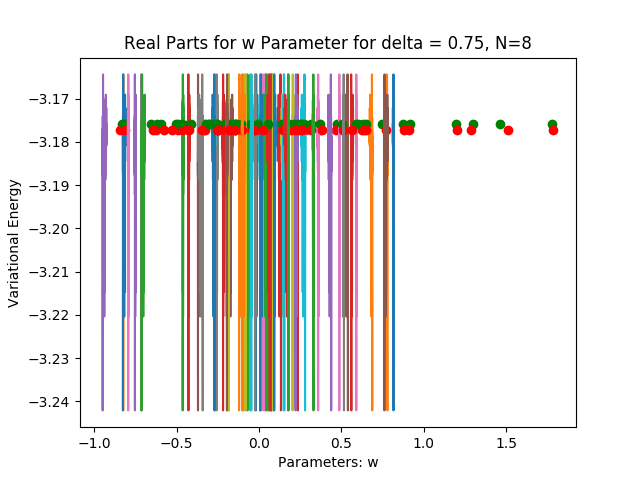 Real Parts for w Parameter for delta = 0.75, N=8
−3.17
−3.18
−3.19
−3.20
−3.21
−3.22
−3.23
−3.24
Variational Energy
−1.0 −0.5 0.0 0.5 1.0 1.5
Parameters: w